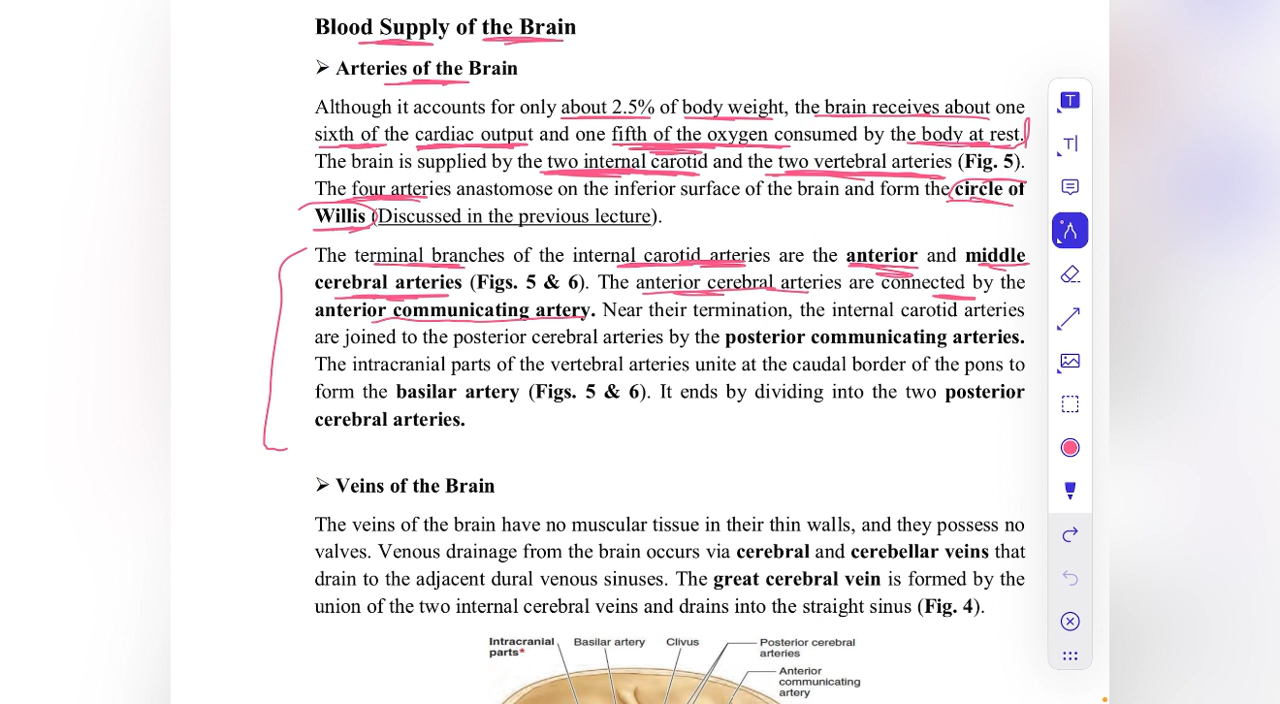 Blood Supply of the Brain
➢ Arteries of the Brain
Although it accounts for only about 2.5% of body weight, the brain receives about one
sixth of the cardiac output and one fifth of the oxygen consumed by the body at rest.
The brain is supplied by the two internal carotid and the two vertebral arteries (Fig. 5).
The four arteries anastomose on the inferior surface of the brain and form the circle of
Willis (Discussed in the previous lecture).
The terminal branches of the internal carotid arteries are the anterior and middle
cerebral arteries (Figs. 5 & 6). The anterior cerebral arteries are connected by the
anterior communicating artery. Near their termination, the internal carotid arteries
are joined to the posterior cerebral arteries by the posterior communicating arteries.
The intracranial parts of the vertebral arteries unite at the caudal border of the pons to
form the basilar artery (Figs. 5 & 6). It ends by dividing into the two posterior
cerebral arteries.
➢ Veins of the Brain
The veins of the brain have no muscular tissue in their thin walls, and they possess no
valves. Venous drainage from the brain occurs via cerebral and cerebellar veins that
drain to the adjacent dural venous sinuses. The great cerebral vein is formed by the
union of the two internal cerebral veins and drains into the straight sinus (Fig. 4).
Intracranial
parts*
Basilar artery
Clivus
Posterior cerebral
arteries
Anterior
communicating
artery
T
T